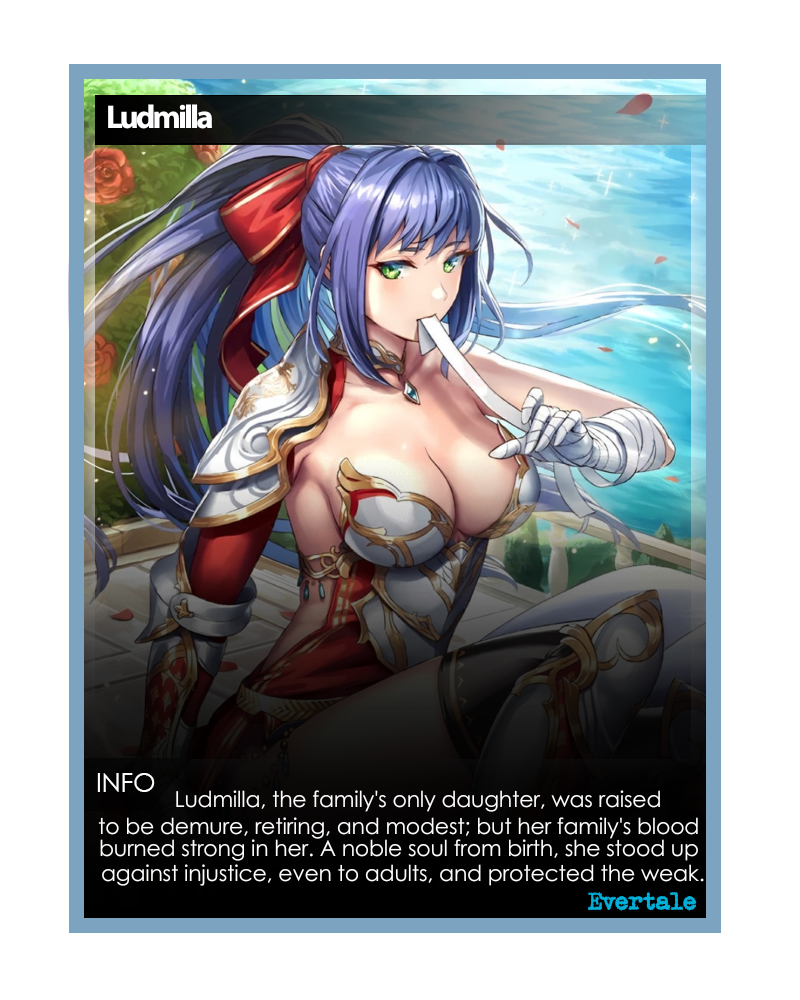 Ludmilla
INFO
Ludmilla, the family's only daughter, was raised
to be demure, retiring, and modest; but her family's blood
burned strong in her. A noble soul from birth, she stood up
against injustice, even to adults, and protected the weak.
Evertale